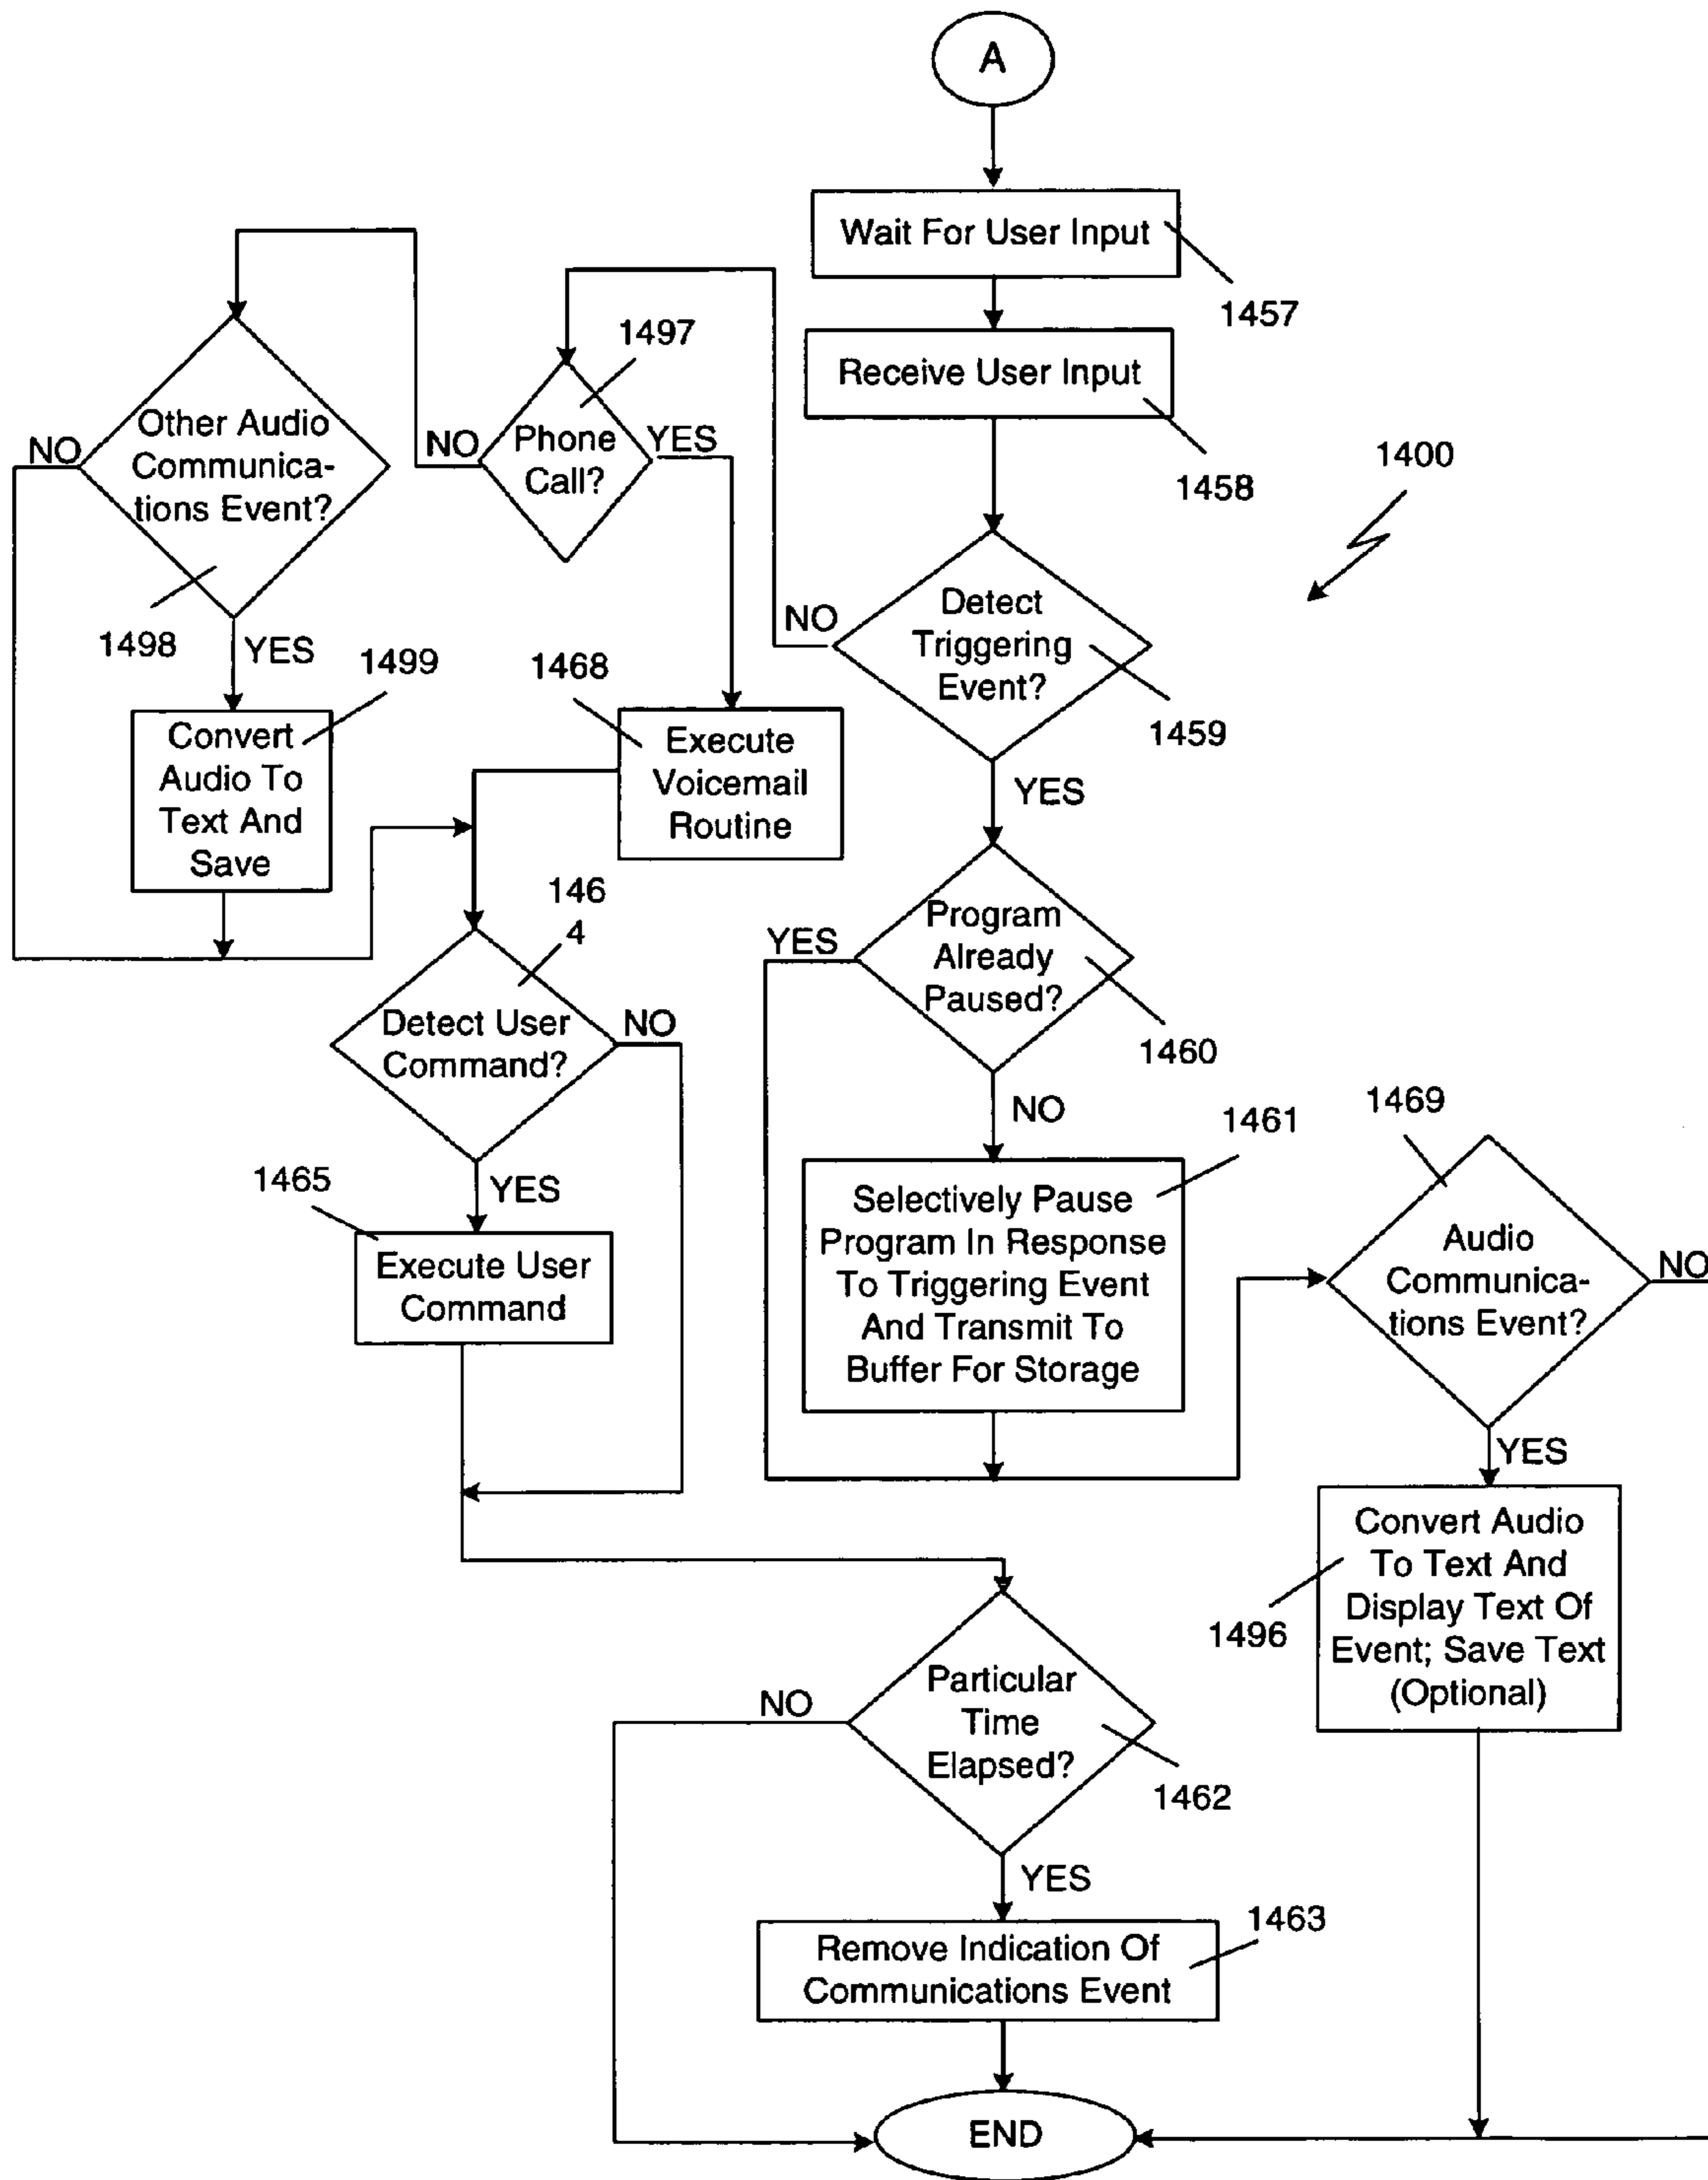 A
Wait For User Input
1457
Receive User Input
1458
1400
Detect
Triggering
Event?
1459
NO
YES
1497
Phone
Call?
NO
YES
Other Audio
Communica-
tions Event?
NO
1498
YES
1499
Convert
Audio To
Text And
Save
1468
Execute
Voicemail
Routine
146
4
Detect User
Command?
NO
YES
1465
Execute User
Command
Program
Already
Paused?
YES
1460
NO
1461
Selectively Pause
Program In Response
To Triggering Event
And Transmit To
Buffer For Storage
1469
Audio
Communica-
tions Event?
NO
YES
Convert Audio
To Text And
Display Text Of
Event; Save Text
(Optional)
1496
Particular
Time
Elapsed?
NO
1462
YES
1463
Remove Indication Of
Communications Event
END